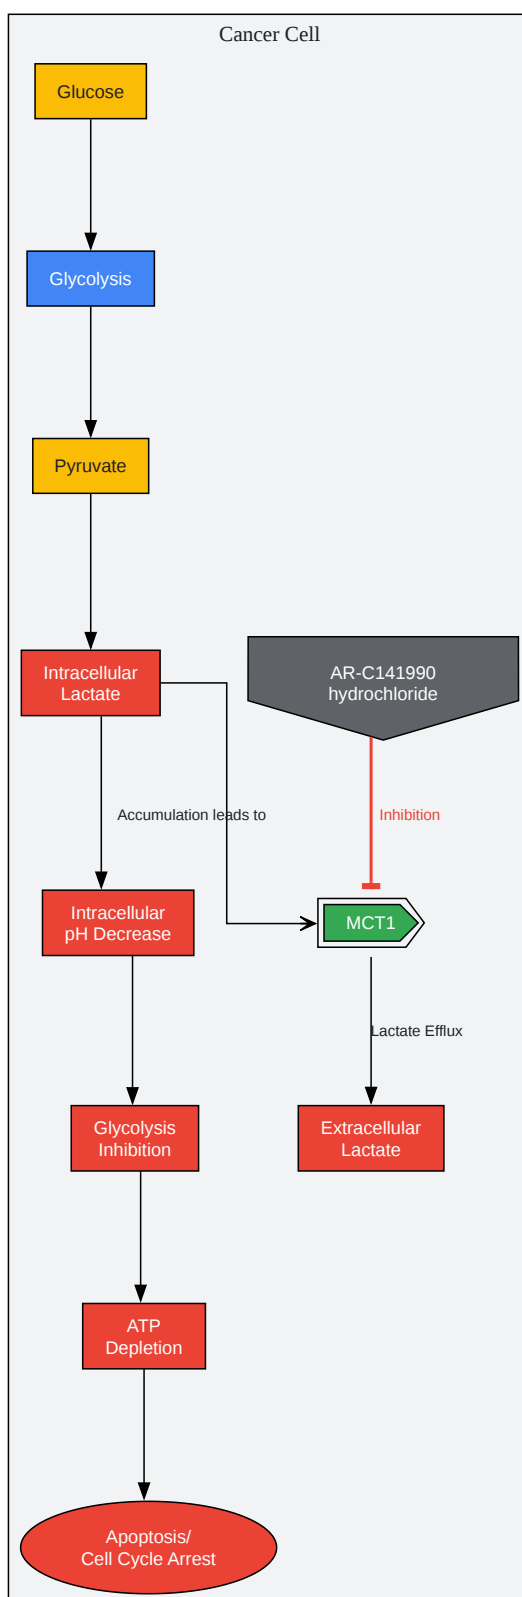 Cancer Cell
Glucose
Glycolysis
Pyruvate
Intracellular
Lactate
AR-C141990
hydrochloride
Accumulation leads to
Inhibition
Intracellular
pH Decrease
MCT1
Lactate Efflux
Glycolysis
Inhibition
Extracellular
Lactate
ATP
Depletion
Apoptosis/
Cell Cycle Arrest